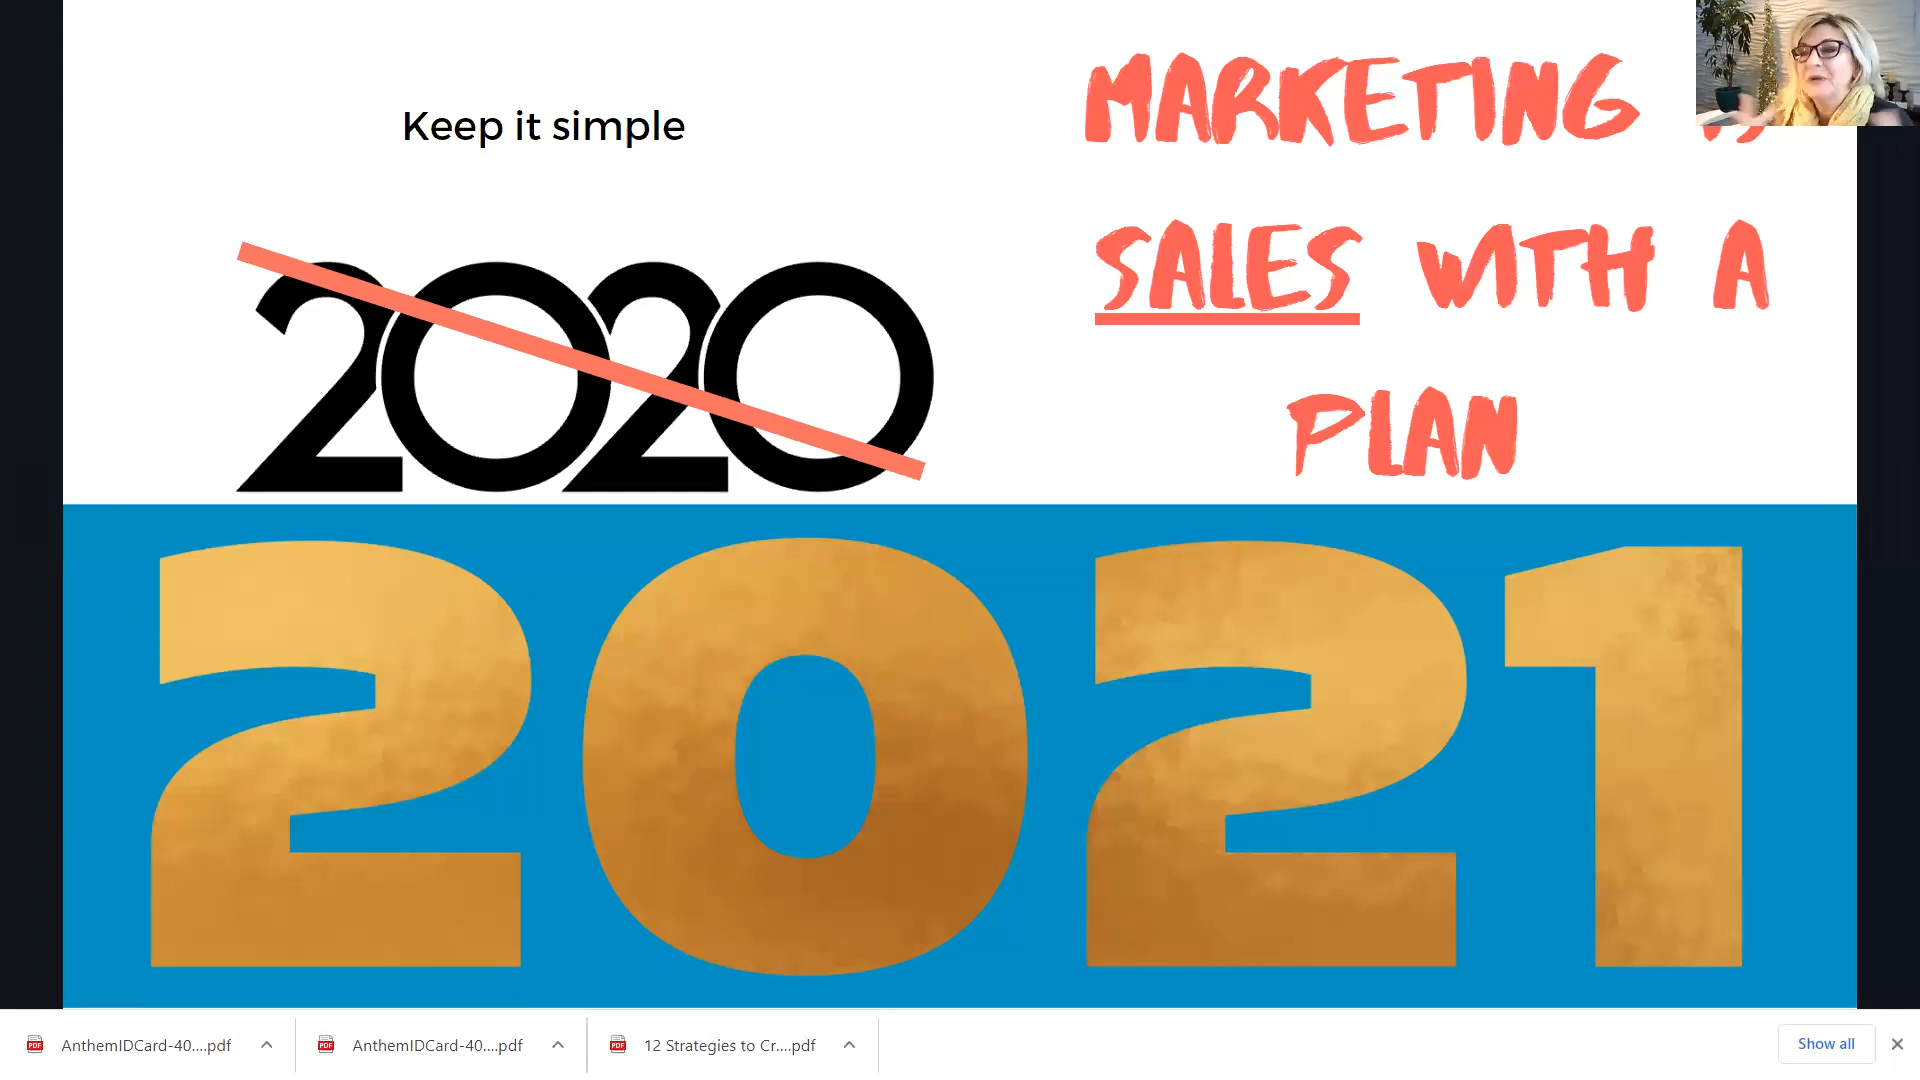 Keep it simple
MARKETING
SALES WITH A
PLAN
2020
2021
AnthemIDCard-40....pdf
AnthemIDCard-40....pdf
12 Strategies to Cr....pdf
Show all